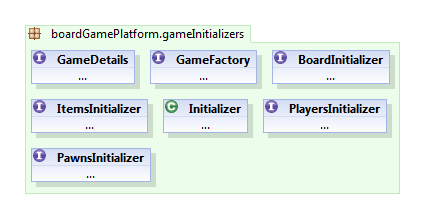 boardGamePlatform.gameInitializers
I GameDetails
...
I GameFactory
...
I BoardInitializer
...
I ItemsInitializer
...
C Initializer
...
I PlayersInitializer
...
I PawnsInitializer
...